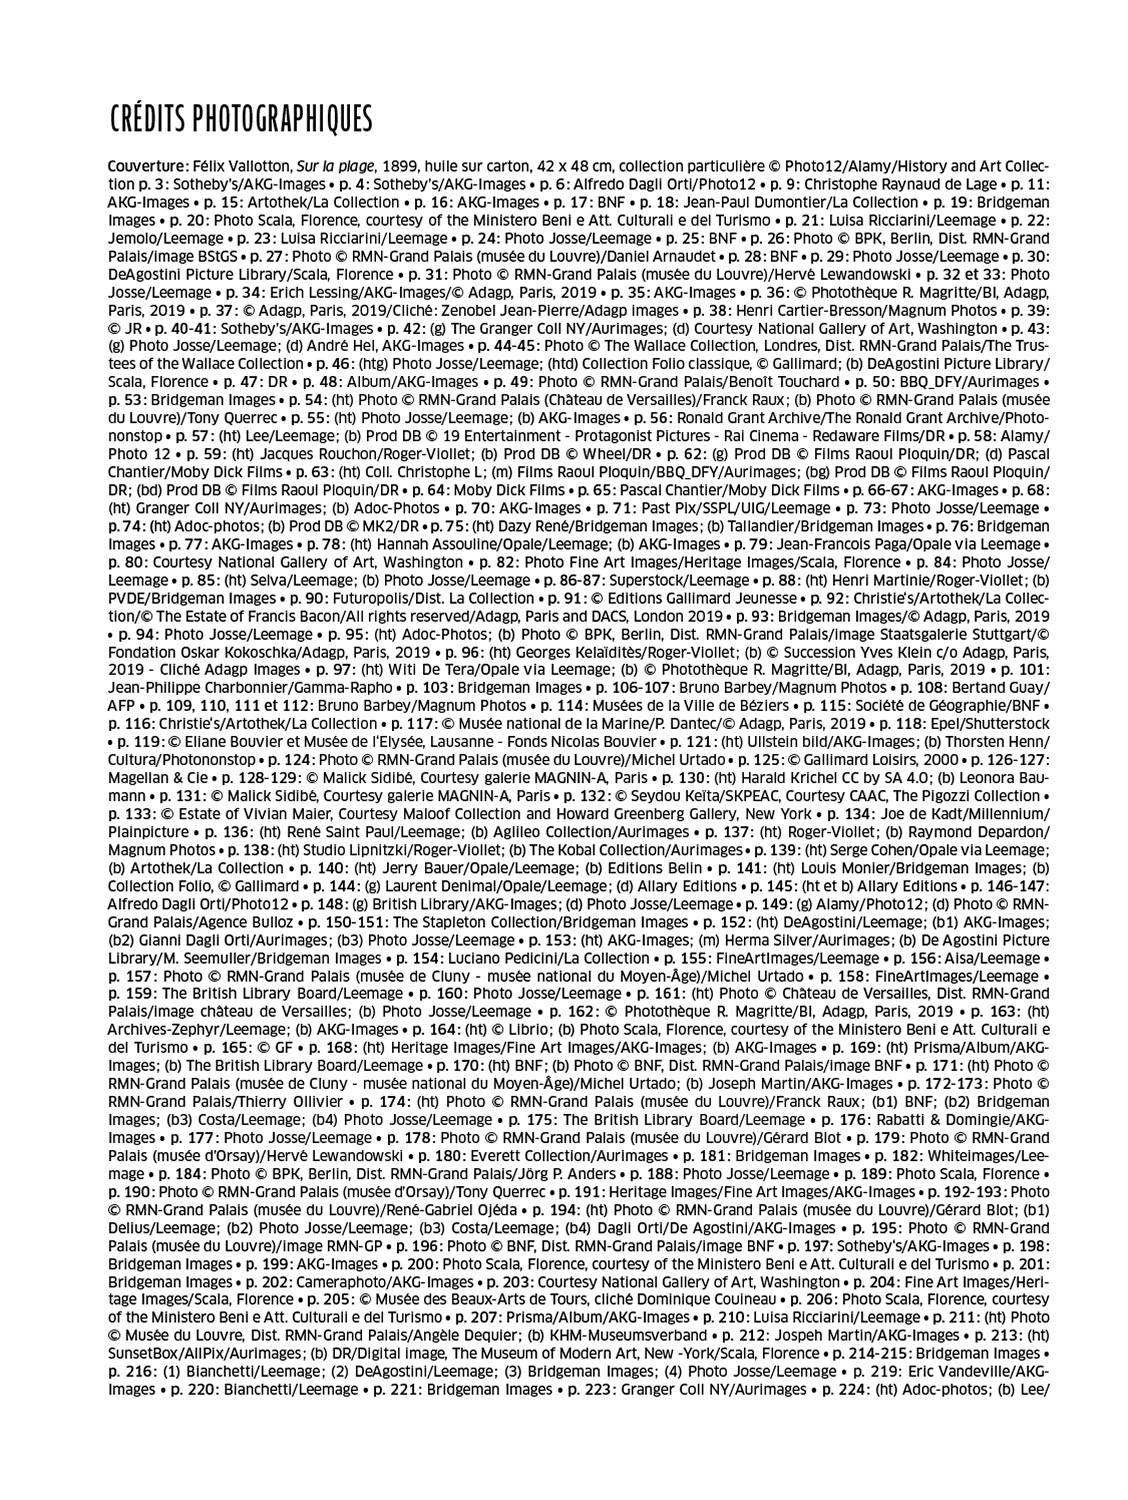 CRÉDITS PHOTOGRAPHIQUES
Couverture: Félix Vallotton, Sur la plage, 1899, huile sur carton, 42 x 48 cm, collection particulière © Photo12/Alamy/History and Art Collec-
tion p. 3: Sotheby's/AKG-Images • p. 4: Sotheby's/AKG-Images • p. 6: Alfredo Dagli Orti/Photo12 • p. 9: Christophe Raynaud de Lage • p. 11:
AKG-Images • p. 15: Artothek/La Collection • p. 16: AKG-Images • p. 17: BNF • p. 18: Jean-Paul Dumontier/La Collection • p. 19: Bridgeman
Images • p. 20: Photo Scala, Florence, courtesy of the Ministero Beni e Att. Culturali e del Turismo • p. 21: Luisa Ricciarini/Leemage • p. 22:
Jemolo/Leemage • p. 23: Luisa Ricciarini/Leemage • p. 24: Photo Josse/Leemage • p. 25: BNF • p. 26: Photo © BPK, Berlin, Dist. RMN-Grand
Palais/image BStGS • p. 27: Photo © RMN-Grand Palais (musée du Louvre)/Daniel Arnaudet • p. 28: BNF • p. 29: Photo Josse/Leemage • p. 30:
DeAgostini Picture Library/Scala, Florence • p. 31: Photo © RMN-Grand Palais (musée du Louvre)/Hervé Lewandowski • p. 32 et 33: Photo
Josse/Leemage • p. 34: Erich Lessing/AKG-Images/© Adagp, Paris, 2019 • p. 35: AKG-Images • p. 36: © Photothèque R. Magritte/BI, Adagp,
Paris, 2019 • p. 37: © Adagp, Paris, 2019/Cliché: Zenobel Jean-Pierre/Adagp images • p. 38: Henri Cartier-Bresson/Magnum Photos • p. 39:
© JR • p. 40-41: Sotheby's/AKG-Images • p. 42: (g) The Granger Coll NY/Aurimages; (d) Courtesy National Gallery of Art, Washington • p. 43:
(g) Photo Josse/Leemage; (d) André Hel, AKG-Images • p. 44-45: Photo © The Wallace Collection, Londres, Dist. RMN-Grand Palais/The Trus-
tees of the Wallace Collection • p. 46: (htg) Photo Josse/Leemage; (htd) Collection Folio classique, © Gallimard; (b) DeAgostini Picture Library/
Scala, Florence • p. 47: DR • p. 48: Album/AKG-Images • p. 49: Photo © RMN-Grand Palais/Benoît Touchard • p. 50: BBQ_DFY/Aurimages •
p. 53: Bridgeman Images • p. 54: (ht) Photo © RMN-Grand Palais (Château de Versailles)/Franck Raux; (b) Photo © RMN-Grand Palais (musée
du Louvre)/Tony Querrec • p. 55: (ht) Photo Josse/Leemage; (b) AKG-Images • p. 56: Ronald Grant Archive/The Ronald Grant Archive/Photo-
nonstop • p. 57: (ht) Lee/Leemage; (b) Prod DB © 19 Entertainment - Protagonist Pictures - Rai Cinema - Redaware Films/DR • p. 58: Alamy/
Photo 12 • p. 59: (ht) Jacques Rouchon/Roger-Viollet; (b) Prod DB © Wheel/DR • p. 62: (g) Prod DB © Films Raoul Ploquin/DR; (d) Pascal
Chantier/Moby Dick Films • p. 63: (ht) Coll. Christophe L; (m) Films Raoul Ploquin/BBQ_DFY/Aurimages; (bg) Prod DB © Films Raoul Ploquin/
DR; (bd) Prod DB © Films Raoul Ploquin/DR • p. 64: Moby Dick Films • p. 65: Pascal Chantier/Moby Dick Films • p. 66-67: AKG-Images • p. 68:
(ht) Granger Coll NY/Aurimages; (b) Adoc-Photos • p. 70: AKG-Images • p. 71: Past Pix/SSPL/UIG/Leemage • p. 73: Photo Josse/Leemage •
p. 74: (ht) Adoc-photos; (b) Prod DB © MK2/DR • p. 75: (ht) Dazy René/Bridgeman Images; (b) Tallandier/Bridgeman Images • p. 76: Bridgeman
Images • p. 77: AKG-Images • p. 78: (ht) Hannah Assouline/Opale/Leemage; (b) AKG-Images • p. 79: Jean-Francois Paga/Opale via Leemage •
p. 80: Courtesy National Gallery of Art, Washington • p. 82: Photo Fine Art Images/Heritage Images/Scala, Florence • p. 84: Photo Josse/
Leemage • p. 85: (ht) Selva/Leemage; (b) Photo Josse/Leemage • p. 86-87: Superstock/Leemage • p. 88: (ht) Henri Martinie/Roger-Viollet; (b)
PVDE/Bridgeman Images • p. 90: Futuropolis/Dist. La Collection • p. 91: © Editions Gallimard Jeunesse • p. 92: Christie's/Artothek/La Collec-
tion/© The Estate of Francis Bacon/All rights reserved/Adagp, Paris and DACS, London 2019 • p. 93: Bridgeman Images/© Adagp, Paris, 2019
• p. 94: Photo Josse/Leemage • p. 95: (ht) Adoc-Photos; (b) Photo © BPK, Berlin, Dist. RMN-Grand Palais/image Staatsgalerie Stuttgart/©
Fondation Oskar Kokoschka/Adagp, Paris, 2019 • p. 96: (ht) Georges Kelaïditès/Roger-Viollet; (b) © Succession Yves Klein c/o Adagp, Paris,
2019 - Cliché Adagp Images • p. 97: (ht) Witi De Tera/Opale via Leemage; (b) © Photothèque R. Magritte/BI, Adagp, Paris, 2019 • p. 101:
Jean-Philippe Charbonnier/Gamma-Rapho • p. 103: Bridgeman Images • p. 106-107: Bruno Barbey/Magnum Photos • p. 108: Bertand Guay/
AFP • p. 109, 110, 111 et 112: Bruno Barbey/Magnum Photos • p. 114: Musées de la Ville de Béziers • p. 115: Société de Géographie/BNF •
p. 116: Christie's/Artothek/La Collection • p. 117: © Musée national de la Marine/P. Dantec/© Adagp, Paris, 2019 • p. 118: Epel/Shutterstock
• p. 119: © Eliane Bouvier et Musée de l'Elysée, Lausanne - Fonds Nicolas Bouvier • p. 121: (ht) Ullstein bild/AKG-Images; (b) Thorsten Henn/
Cultura/Photononstop • p. 124: Photo © RMN-Grand Palais (musée du Louvre)/Michel Urtado • p. 125: © Gallimard Loisirs, 2000 • p. 126-127:
Magellan & Cie • p. 128-129: © Malick Sidibé, Courtesy galerie MAGNIN-A, Paris • p. 130: (ht) Harald Krichel CC by SA 4.0; (b) Leonora Bau-
mann • p. 131: © Malick Sidibé, Courtesy galerie MAGNIN-A, Paris • p. 132: © Seydou Keïta/SKPEAC, Courtesy CAAC, The Pigozzi Collection •
p. 133: © Estate of Vivian Maier, Courtesy Maloof Collection and Howard Greenberg Gallery, New York • p. 134: Joe de Kadt/Millennium/
Plainpicture • p. 136: (ht) René Saint Paul/Leemage; (b) Aglileo Collection/Aurimages • p. 137: (ht) Roger-Viollet; (b) Raymond Depardon/
Magnum Photos • p. 138: (ht) Studio Lipnitzki/Roger-Viollet; (b) The Kobal Collection/Aurimages • p. 139: (ht) Serge Cohen/Opale via Leemage;
(b) Artothek/La Collection • p. 140: (ht) Jerry Bauer/Opale/Leemage; (b) Editions Belin • p. 141: (ht) Louis Monier/Bridgeman Images; (b)
Collection Folio, © Gallimard • p. 144: (g) Laurent Denimal/Opale/Leemage; (d) Allary Editions • p. 145: (ht et b) Allary Editions • p. 146-147:
Alfredo Dagli Orti/Photo12 • p. 148: (g) British Library/AKG-Images; (d) Photo Josse/Leemage • p. 149: (g) Alamy/Photo12; (d) Photo © RMN-
Grand Palais/Agence Bulloz • p. 150-151: The Stapleton Collection/Bridgeman Images • p. 152: (ht) DeAgostini/Leemage; (b1) AKG-Images;
(b2) Gianni Dagli Orti/Aurimages; (b3) Photo Josse/Leemage • p. 153: (ht) AKG-Images; (m) Herma Silver/Aurimages; (b) De Agostini Picture
Library/M. Seemuller/Bridgeman Images • p. 154: Luciano Pedicini/La Collection • p. 155: FineArtImages/Leemage • p. 156: Aisa/Leemage •
p. 157: Photo © RMN-Grand Palais (musée de Cluny - musée national du Moyen-Âge)/Michel Urtado • p. 158: FineArtImages/Leemage •
p. 159: The British Library Board/Leemage • p. 160: Photo Josse/Leemage • p. 161: (ht) Photo © Château de Versailles, Dist. RMN-Grand
Palais/image château de Versailles; (b) Photo Josse/Leemage • p. 162: © Photothèque R. Magritte/BI, Adagp, Paris, 2019 • p. 163: (ht)
Archives-Zephyr/Leemage; (b) AKG-Images • p. 164: (ht) © Librio; (b) Photo Scala, Florence, courtesy of the Ministero Beni e Att. Culturali e
del Turismo • p. 165: © GF • p. 168: (ht) Heritage Images/Fine Art Images/AKG-Images; (b) AKG-Images • p. 169: (ht) Prisma/Album/AKG-
Images; (b) The British Library Board/Leemage • p. 170: (ht) BNF; (b) Photo © BNF, Dist. RMN-Grand Palais/image BNF • p. 171: (ht) Photo ©
RMN-Grand Palais (musée de Cluny - musée national du Moyen-Âge)/Michel Urtado; (b) Joseph Martin/AKG-Images • p. 172-173: Photo ©
RMN-Grand Palais/Thierry Ollivier • p. 174: (ht) Photo © RMN-Grand Palais (musée du Louvre)/Franck Raux; (b1) BNF; (b2) Bridgeman
Images; (b3) Costa/Leemage; (b4) Photo Josse/Leemage • p. 175: The British Library Board/Leemage • p. 176: Rabatti & Domingie/AKG-
Images • p. 177: Photo Josse/Leemage • p. 178: Photo © RMN-Grand Palais (musée du Louvre)/Gérard Blot • p. 179: Photo © RMN-Grand
Palais (musée d'Orsay)/Hervé Lewandowski • p. 180: Everett Collection/Aurimages • p. 181: Bridgeman Images • p. 182: Whiteimages/Lee-
mage • p. 184: Photo © BPK, Berlin, Dist. RMN-Grand Palais/Jörg P. Anders • p. 188: Photo Josse/Leemage • p. 189: Photo Scala, Florence •
p. 190: Photo © RMN-Grand Palais (musée d'Orsay)/Tony Querrec • p. 191: Heritage Images/Fine Art Images/AKG-Images • p. 192-193: Photo
© RMN-Grand Palais (musée du Louvre)/René-Gabriel Ojéda • p. 194: (ht) Photo © RMN-Grand Palais (musée du Louvre)/Gérard Blot; (b1)
Delius/Leemage; (b2) Photo Josse/Leemage; (b3) Costa/Leemage; (b4) Dagli Orti/De Agostini/AKG-Images • p. 195: Photo © RMN-Grand
Palais (musée du Louvre)/image RMN-GP • p. 196: Photo © BNF, Dist. RMN-Grand Palais/image BNF • p. 197: Sotheby's/AKG-Images • p. 198:
Bridgeman Images • p. 199: AKG-Images • p. 200: Photo Scala, Florence, courtesy of the Ministero Beni e Att. Culturali e del Turismo • p. 201:
Bridgeman Images • p. 202: Cameraphoto/AKG-Images • p. 203: Courtesy National Gallery of Art, Washington • p. 204: Fine Art Images/Heri-
tage Images/Scala, Florence • p. 205: © Musée des Beaux-Arts de Tours, cliché Dominique Couineau • p. 206: Photo Scala, Florence, courtesy
of the Ministero Beni e Att. Culturali e del Turismo • p. 207: Prisma/Album/AKG-Images • p. 210: Luisa Ricciarini/Leemage • p. 211: (ht) Photo
© Musée du Louvre, Dist. RMN-Grand Palais/Angèle Dequier; (b) KHM-Museumsverband • p. 212: Jospeh Martin/AKG-Images • p. 213: (ht)
SunsetBox/AllPix/Aurimages; (b) DR/Digital image, The Museum of Modern Art, New -York/Scala, Florence • p. 214-215: Bridgeman Images •
p. 216: (1) Bianchetti/Leemage; (2) DeAgostini/Leemage; (3) Bridgeman Images; (4) Photo Josse/Leemage • p. 219: Eric Vandeville/AKG-
Images • p. 220: Bianchetti/Leemage • p. 221: Bridgeman Images • p. 223: Granger Coll NY/Aurimages • p. 224: (ht) Adoc-photos; (b) Lee/